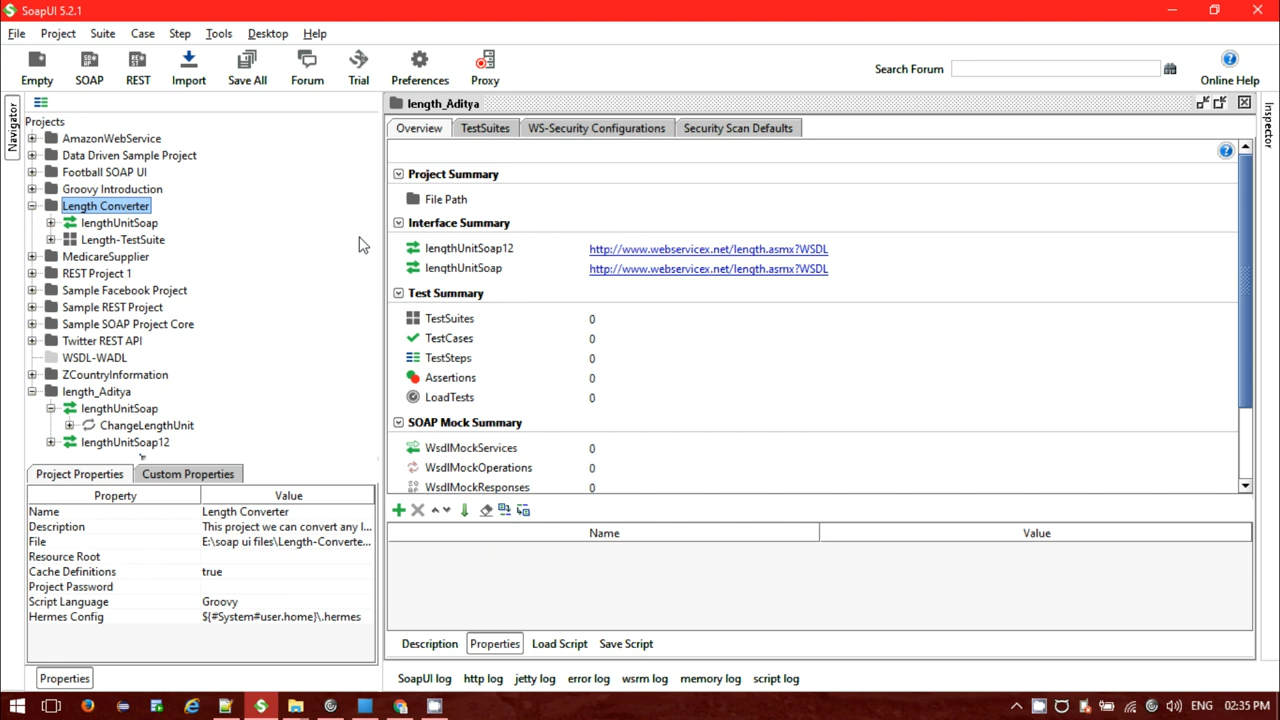 SoapUI 5.2.1
File Project Suite Case Step Tools Desktop Help
Empty SOAP REST Import Save All Forum Trial Preferences Proxy Search Forum Online Help
Navigator
Projects
AmazonWebService
Data Driven Sample Project
Football SOAP UI
Groovy Introduction
Length Converter
lengthUnitSoap
Length-TestSuite
MedicareSupplier
REST Project 1
Sample Facebook Project
Sample REST Project
Sample SOAP Project Core
Twitter REST API
WSDL-WADL
ZCountryInformation
length_Aditya
lengthUnitSoap
ChangeLengthUnit
lengthUnitSoap12
Project Properties Custom Properties
Property Value
Name Length Converter
Description This project we can convert any l...
File E:\soap ui files\Length-Converte...
Resource Root
Cache Definitions true
Project Password
Script Language Groovy
Hermes Config ${#System#user.home}\.hermes
Properties
length_Aditya
Overview TestSuites WS-Security Configurations Security Scan Defaults
Project Summary
File Path
Interface Summary
lengthUnitSoap12 http://www.webservicex.net/length.asmx?WSDL
lengthUnitSoap http://www.webservicex.net/length.asmx?WSDL
Test Summary
TestSuites 0
TestCases 0
TestSteps 0
Assertions 0
LoadTests 0
SOAP Mock Summary
WsdlMockServices 0
WsdlMockOperations 0
WsdlMockResponses 0
Name Value
Description Properties Load Script Save Script
SoapUI log http log jetty log error log wsrm log memory log script log
Inspector
ENG 02:35 PM